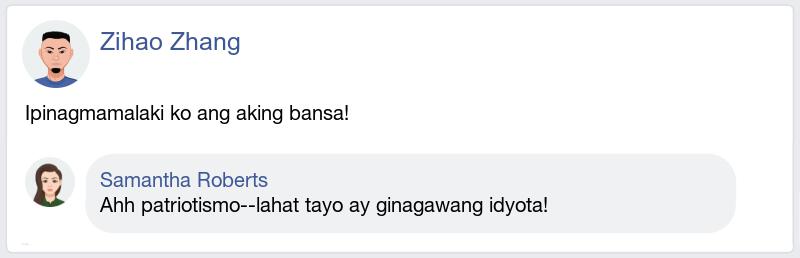 Zihao Zhang
Ipinagmamalaki ko ang aking bansa!
Samantha Roberts
Ahh patriotismo--lahat tayo ay ginagawang idyota!